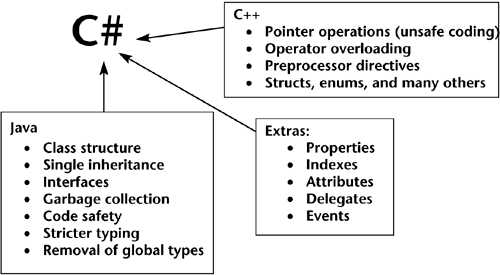 C#
C++
• Pointer operations (unsafe coding)
• Operator overloading
• Preprocessor directives
• Structs, enums, and many others
Java
• Class structure
• Single inheritance
• Interfaces
• Garbage collection
• Code safety
• Stricter typing
• Removal of global types
Extras:
• Properties
• Indexes
• Attributes
• Delegates
• Events